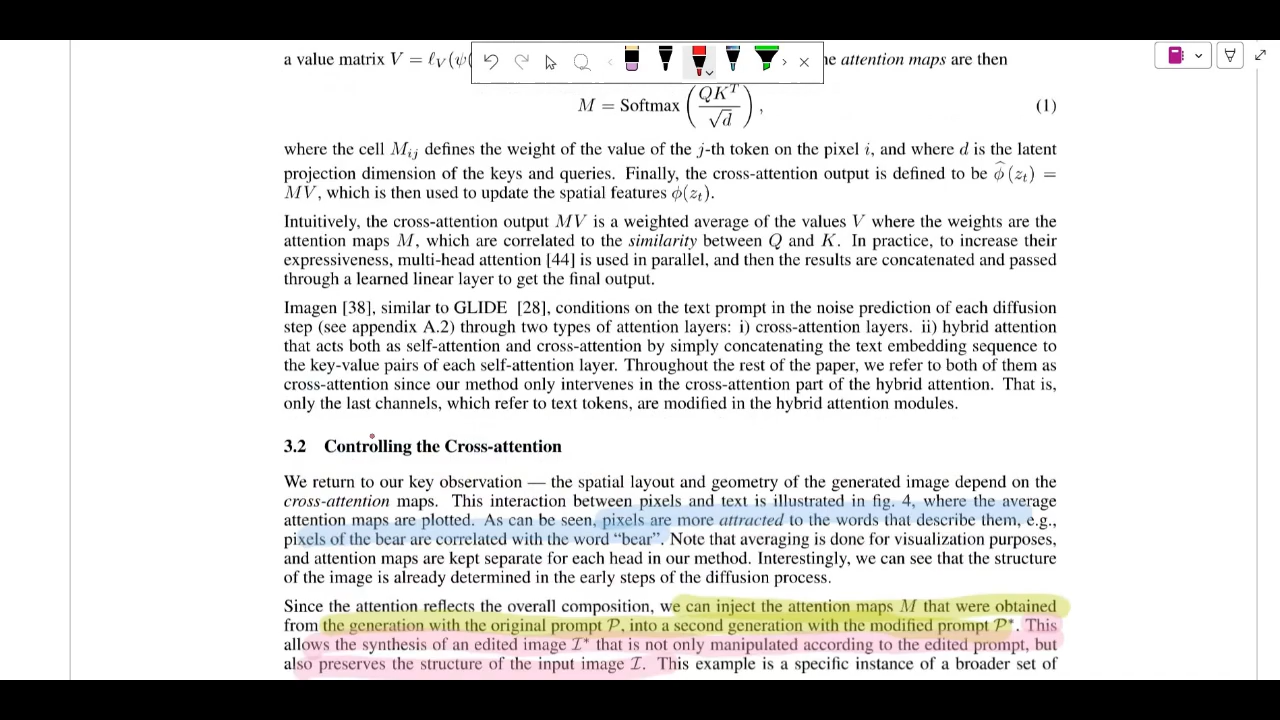 a value matrix V = ℓ_V(ψ( he attention maps are then
M = Softmax (QK^T / √d), (1)
where the cell M_ij defines the weight of the value of the j-th token on the pixel i, and where d is the latent
projection dimension of the keys and queries. Finally, the cross-attention output is defined to be φ̂(z_t) =
MV, which is then used to update the spatial features φ(z_t).
Intuitively, the cross-attention output MV is a weighted average of the values V where the weights are the
attention maps M, which are correlated to the similarity between Q and K. In practice, to increase their
expressiveness, multi-head attention [44] is used in parallel, and then the results are concatenated and passed
through a learned linear layer to get the final output.
Imagen [38], similar to GLIDE [28], conditions on the text prompt in the noise prediction of each diffusion
step (see appendix A.2) through two types of attention layers: i) cross-attention layers. ii) hybrid attention
that acts both as self-attention and cross-attention by simply concatenating the text embedding sequence to
the key-value pairs of each self-attention layer. Throughout the rest of the paper, we refer to both of them as
cross-attention since our method only intervenes in the cross-attention part of the hybrid attention. That is,
only the last channels, which refer to text tokens, are modified in the hybrid attention modules.
3.2 Controlling the Cross-attention
We return to our key observation — the spatial layout and geometry of the generated image depend on the
cross-attention maps. This interaction between pixels and text is illustrated in fig. 4, where the average
attention maps are plotted. As can be seen, pixels are more attracted to the words that describe them, e.g.,
pixels of the bear are correlated with the word “bear”. Note that averaging is done for visualization purposes,
and attention maps are kept separate for each head in our method. Interestingly, we can see that the structure
of the image is already determined in the early steps of the diffusion process.
Since the attention reflects the overall composition, we can inject the attention maps M that were obtained
from the generation with the original prompt P, into a second generation with the modified prompt P*. This
allows the synthesis of an edited image I* that is not only manipulated according to the edited prompt, but
also preserves the structure of the input image I. This example is a specific instance of a broader set of